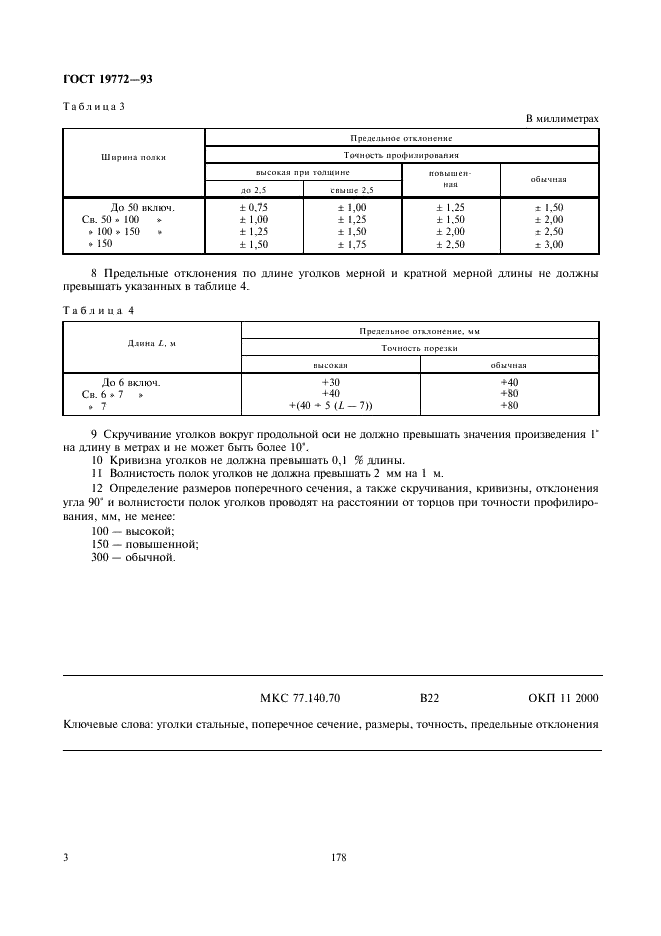 ГОСТ 19772—93
Таблица 3
В миллиметрах
Ширина полки
Предельное отклонение
Точность профилирования
высокая при толщине
повышен-
ная
обычная
до 2,5
свыше 2,5
До 50 включ. ± 0,75 ± 1,00 ± 1,25 ± 1,50
Св. 50 » 100 » ± 1,00 ± 1,25 ± 1,50 ± 2,00
» 100 » 150 » ± 1,25 ± 1,50 ± 2,00 ± 2,50
» 150 ± 1,50 ± 1,75 ± 2,50 ± 3,00
8 Предельные отклонения по длине уголков мерной и кратной мерной длины не должны
превышать указанных в таблице 4.
Таблица 4
Длина L, м
Предельное отклонение, мм
Точность порезки
высокая
обычная
До 6 включ. +30 +40
Св. 6 » 7 » +40 +80
» 7 +(40 + 5 (L — 7)) +80
9 Скручивание уголков вокруг продольной оси не должно превышать значения произведения 1°
на длину в метрах и не может быть более 10°.
10 Кривизна уголков не должна превышать 0,1 % длины.
11 Волнистость полок уголков не должна превышать 2 мм на 1 м.
12 Определение размеров поперечного сечения, а также скручивания, кривизны, отклонения
угла 90° и волнистости полок уголков проводят на расстоянии от торцов при точности профилиро-
вания, мм, не менее:
100 — высокой;
150 — повышенной;
300 — обычной.
МКС 77.140.70 В22 ОКП 11 2000
Ключевые слова: уголки стальные, поперечное сечение, размеры, точность, предельные отклонения
3 178